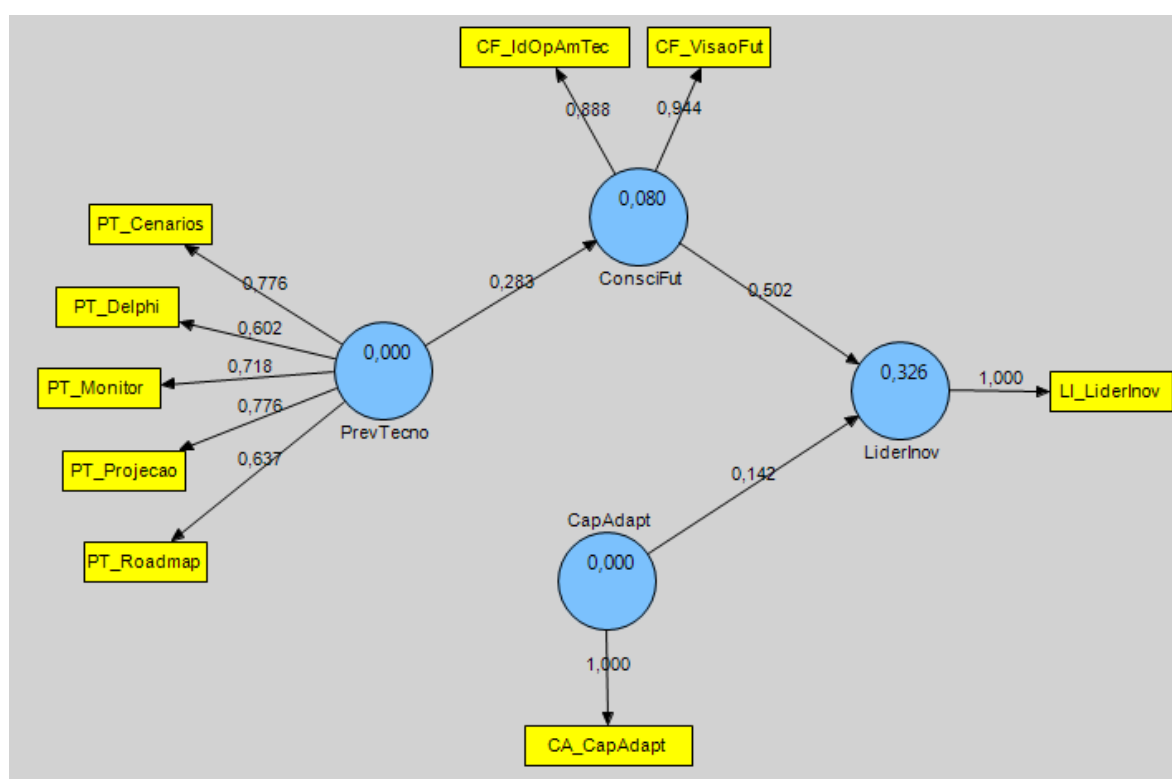 CF_IdOpAmTec
CF_VisaoFut
0,888
0,944
0,080
ConsciFut
PT_Cenarios
0,776
PT_Delphi
0,602
PT_Monitor
0,718
PT_Projecao
0,776
PT_Roadmap
0,637
0,000
PrevTecno
0,283
0,502
0,326
LiderInov
1,000
LI_LiderInov
0,142
CapAdapt
0,000
1,000
CA_CapAdapt